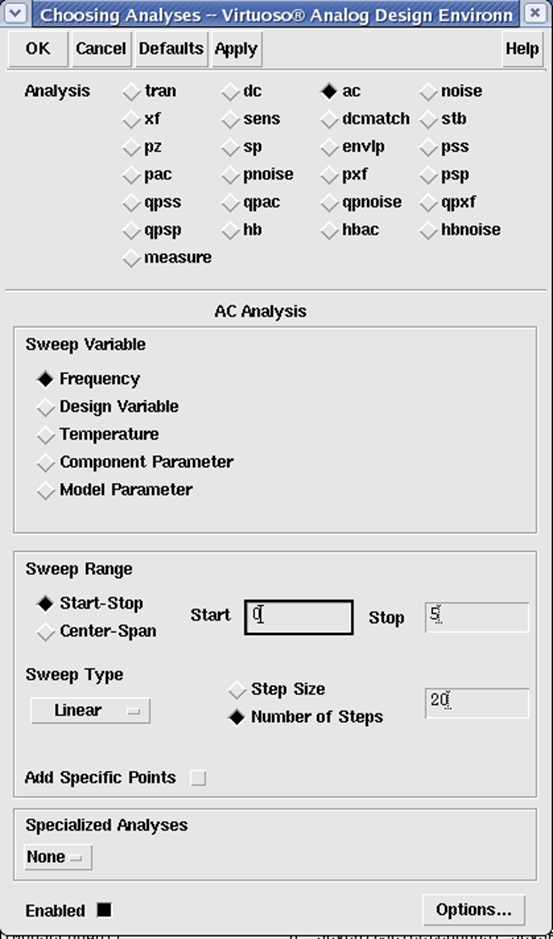 Choosing Analyses -- Virtuoso® Analog Design Environn
OK Cancel Defaults Apply Help
Analysis tran dc ac noise
xf sens dcmatch stb
pz sp envlp pss
pac pnoise pxf psp
qpss qpac qpnoise qpxf
qpsp hb hbac hbnoise
measure
AC Analysis
Sweep Variable
Frequency
Design Variable
Temperature
Component Parameter
Model Parameter
Sweep Range
Start-Stop Start 0 Stop 5
Center-Span
Sweep Type
Linear Step Size 20
Number of Steps
Add Specific Points
Specialized Analyses
None
Enabled Options...